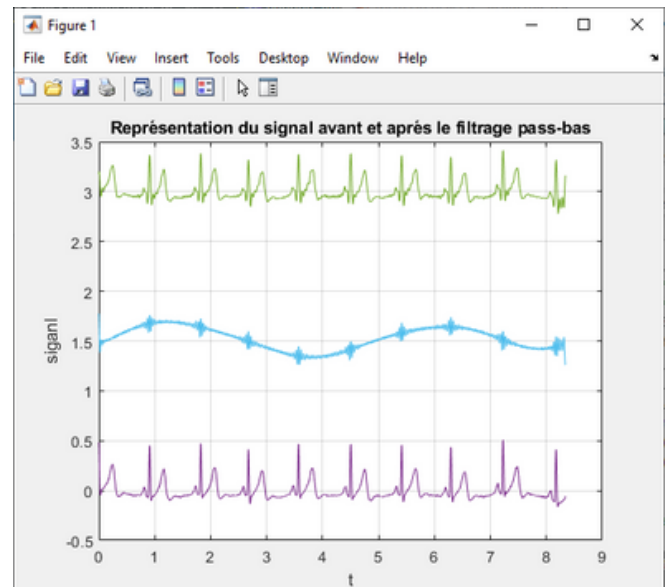 Figure 1
File Edit View Insert Tools Desktop Window Help
Représentation du signal avant et aprés le filtrage pass-bas
3.5
3
2.5
2
1.5
1
0.5
0
-0.5
siganl
0 1 2 3 4 5 6 7 8 9
t